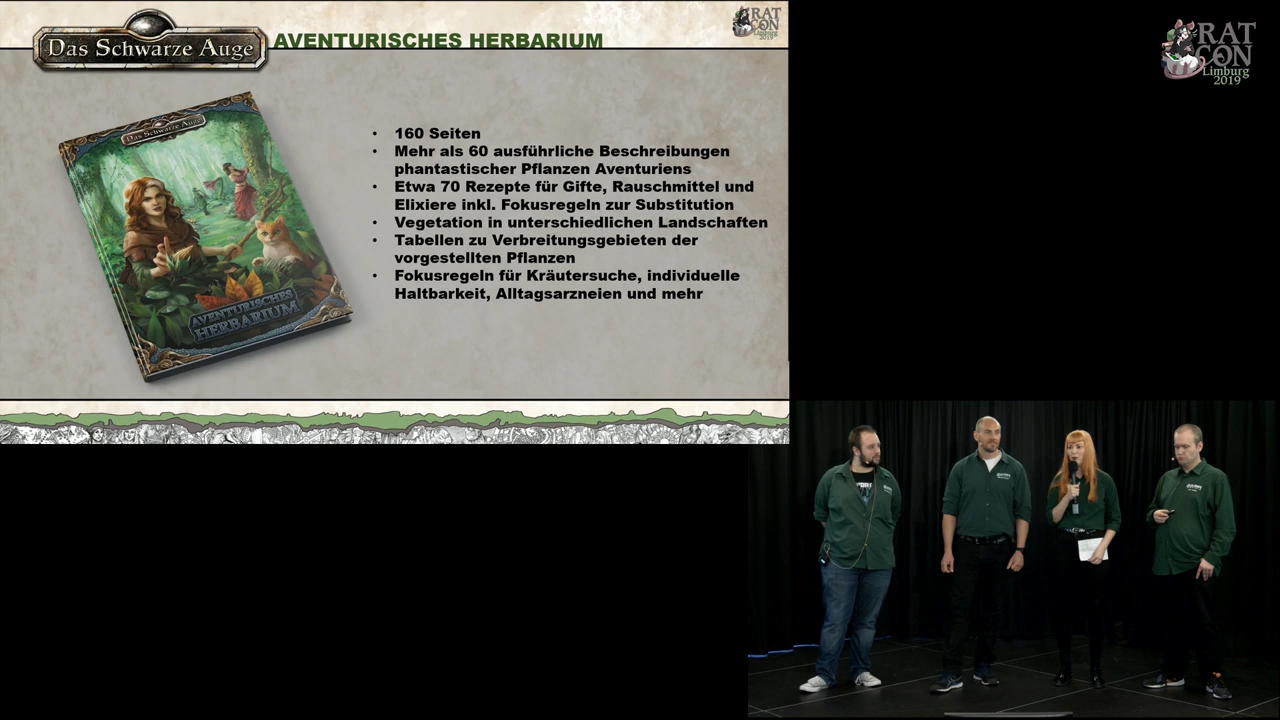 Das Schwarze Auge
AVENTURISCHES HERBARIUM
RAT
CON
Limburg
2019
Das Schwarze Auge
AVENTURISCHES
HERBARIUM
• 160 Seiten
• Mehr als 60 ausführliche Beschreibungen
phantastischer Pflanzen Aventuriens
• Etwa 70 Rezepte für Gifte, Rauschmittel und
Elixiere inkl. Fokusregeln zur Substitution
• Vegetation in unterschiedlichen Landschaften
• Tabellen zu Verbreitungsgebieten der
vorgestellten Pflanzen
• Fokusregeln für Kräutersuche, individuelle
Haltbarkeit, Alltagsarzneien und mehr
RAT
CON
Limburg
2019